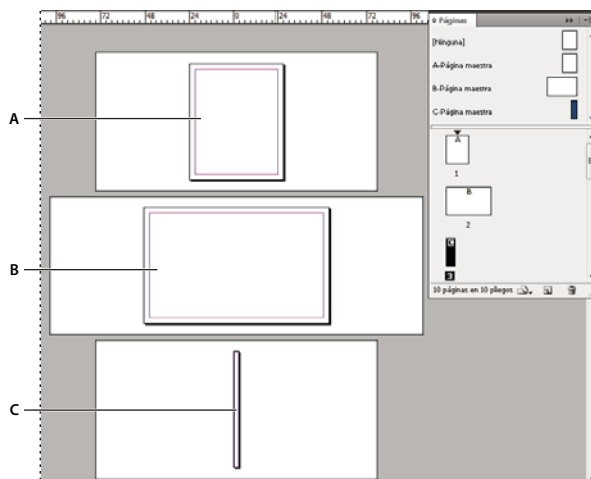 96 72 48 24 0 24 48 72 96
Páginas
[Ninguna]
A-Página maestra
B-Página maestra
C-Página maestra
A
1
B
2
C
3
10 páginas en 10 pliegos
A
B
C